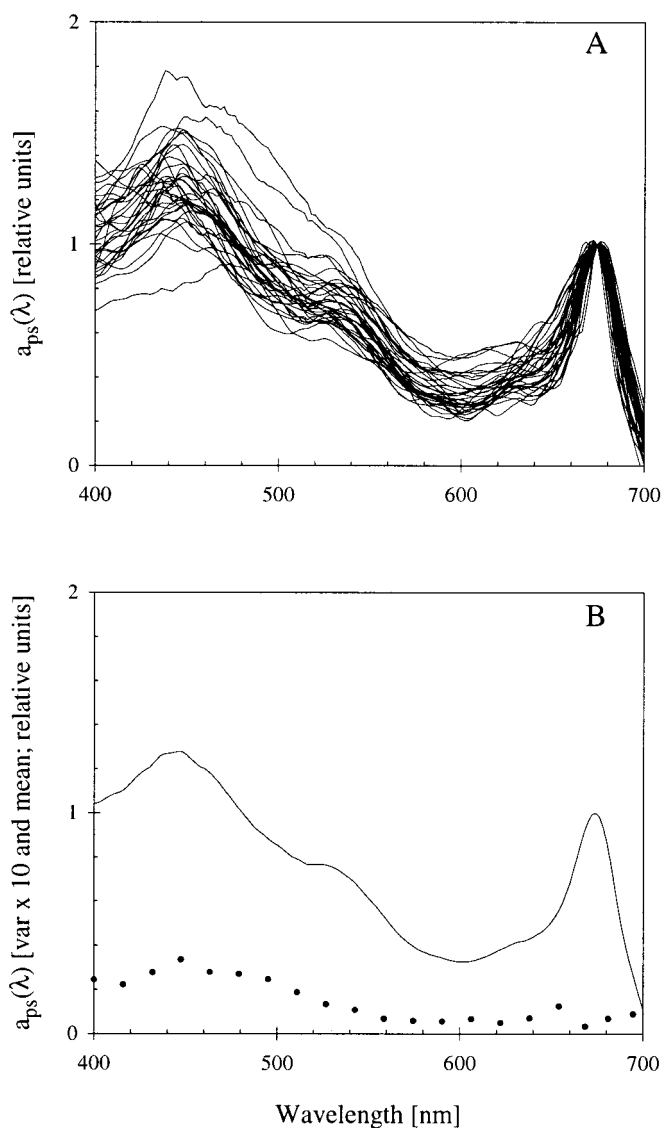 2
A
1
0
a_ps(λ) [relative units]
400 500 600 700
2
B
1
0
a_ps(λ) [var x 10 and mean; relative units]
400 500 600 700
Wavelength [nm]